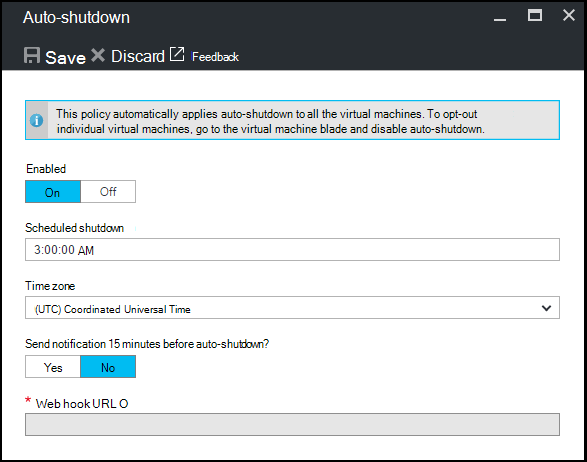 Auto-shutdown
Save Discard Feedback
This policy automatically applies auto-shutdown to all the virtual machines. To opt-out
individual virtual machines, go to the virtual machine blade and disable auto-shutdown.
Enabled
On Off
Scheduled shutdown
3:00:00 AM
Time zone
(UTC) Coordinated Universal Time
Send notification 15 minutes before auto-shutdown?
Yes No
* Web hook URL O